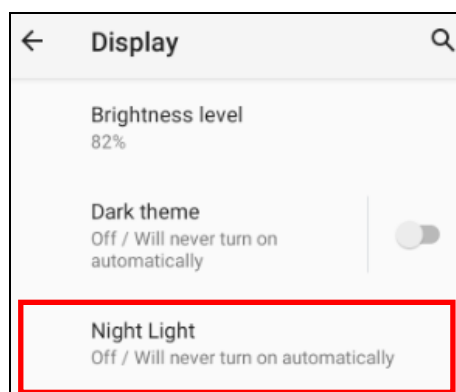 Display
Brightness level
82%
Dark theme
Off / Will never turn on
automatically
Night Light
Off / Will never turn on automatically